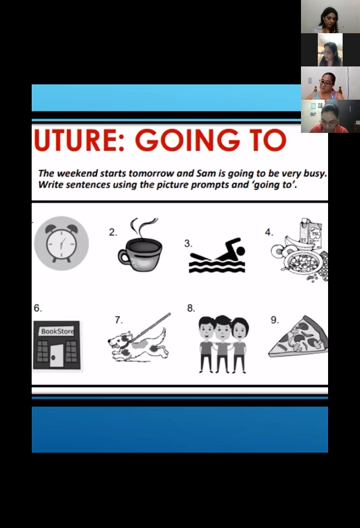 UTURE: GOING TO
The weekend starts tomorrow and Sam is going to be very busy.
Write sentences using the picture prompts and 'going to'.
2.
3.
4.
BookStore
6.
7.
8.
9.